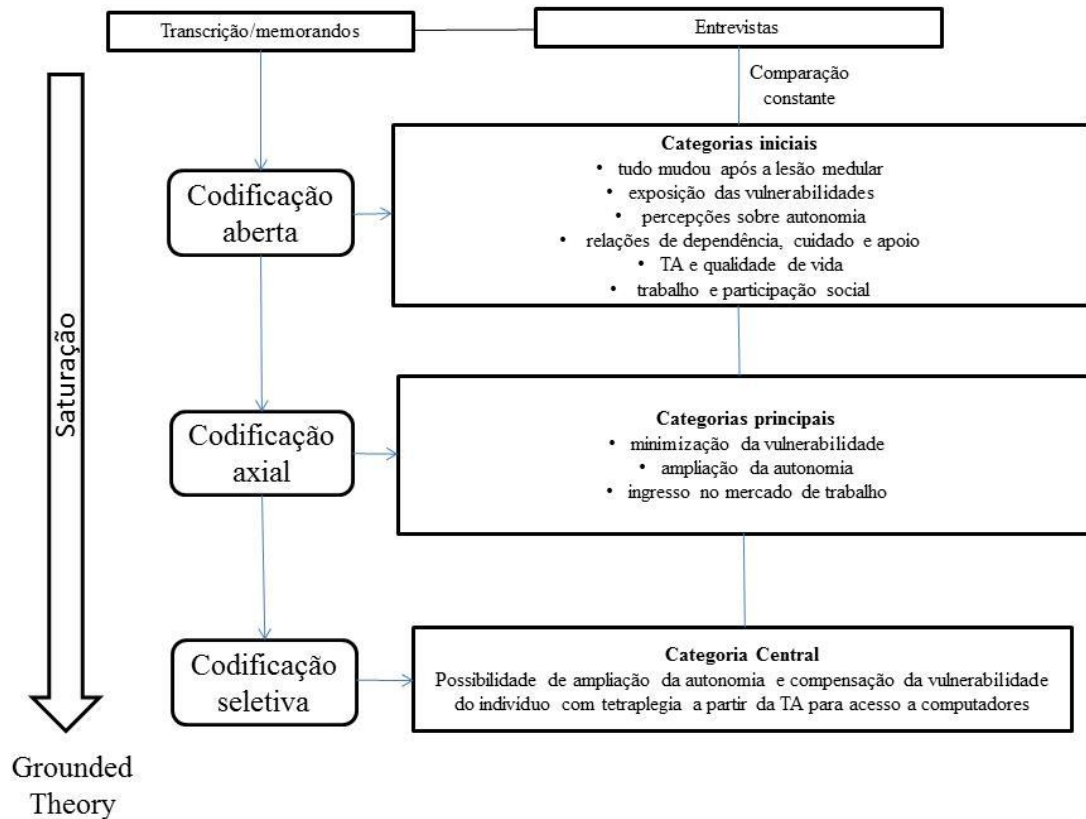 Transcrição/memorandos
Entrevistas
Comparação
constante
Categorias iniciais
• tudo mudou após a lesão medular
• exposição das vulnerabilidades
• percepções sobre autonomia
• relações de dependência, cuidado e apoio
• TA e qualidade de vida
• trabalho e participação social
Codificação
aberta
Saturação
Codificação
axial
Categorias principais
• minimização da vulnerabilidade
• ampliação da autonomia
• ingresso no mercado de trabalho
Codificação
seletiva
Categoria Central
Possibilidade de ampliação da autonomia e compensação da vulnerabilidade
do indivíduo com tetraplegia a partir da TA para acesso a computadores
Grounded
Theory